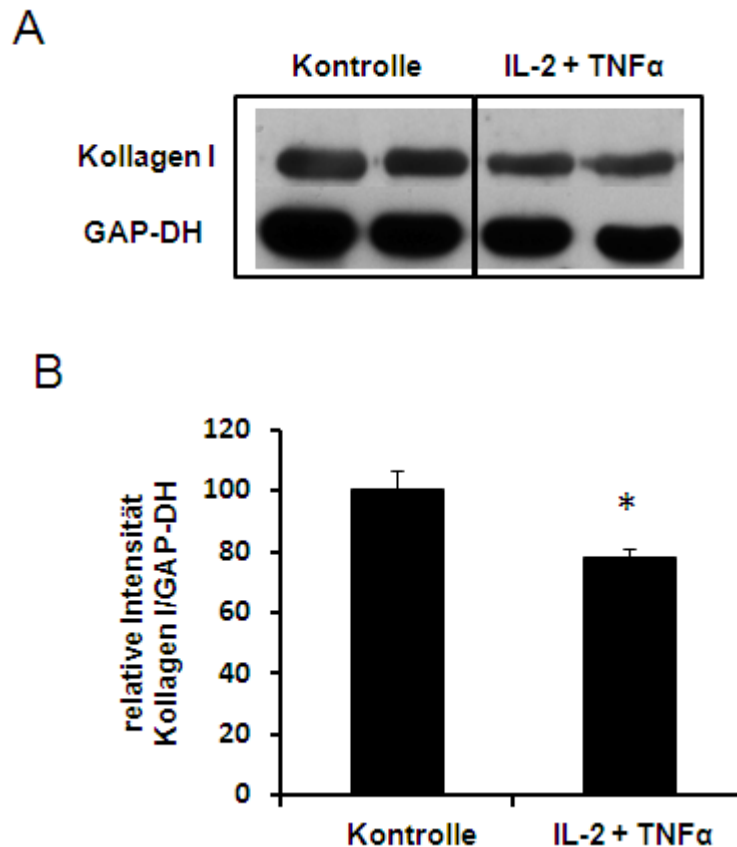 A
Kontrolle IL-2 + TNFα
Kollagen I
GAP-DH
B
relative Intensität
Kollagen I/GAP-DH
120
100
80
60
40
20
0
*
Kontrolle IL-2 + TNFα